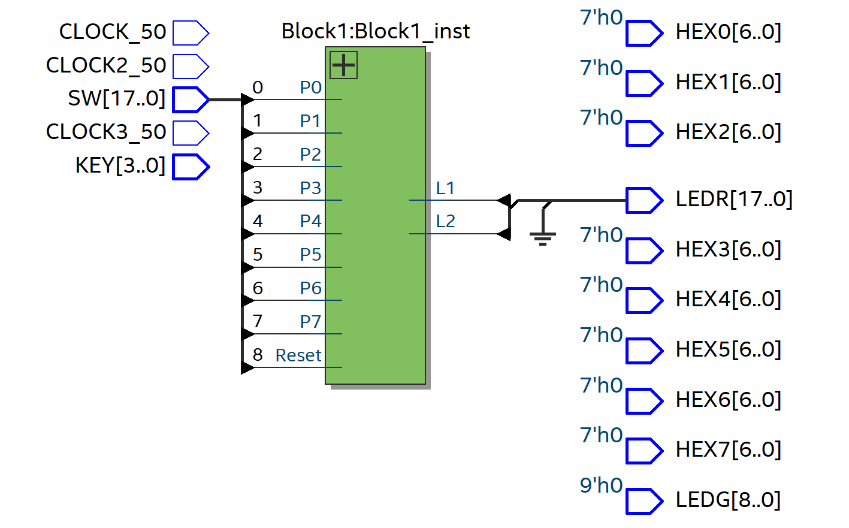 CLOCK_50
CLOCK2_50
SW[17..0]
CLOCK3_50
KEY[3..0]
Block1:Block1_inst
0 P0
1 P1
2 P2
3 P3
4 P4
5 P5
6 P6
7 P7
8 Reset
L1
L2
7'h0 HEX0[6..0]
7'h0 HEX1[6..0]
7'h0 HEX2[6..0]
LEDR[17..0]
7'h0 HEX3[6..0]
7'h0 HEX4[6..0]
7'h0 HEX5[6..0]
7'h0 HEX6[6..0]
7'h0 HEX7[6..0]
9'h0 LEDG[8..0]